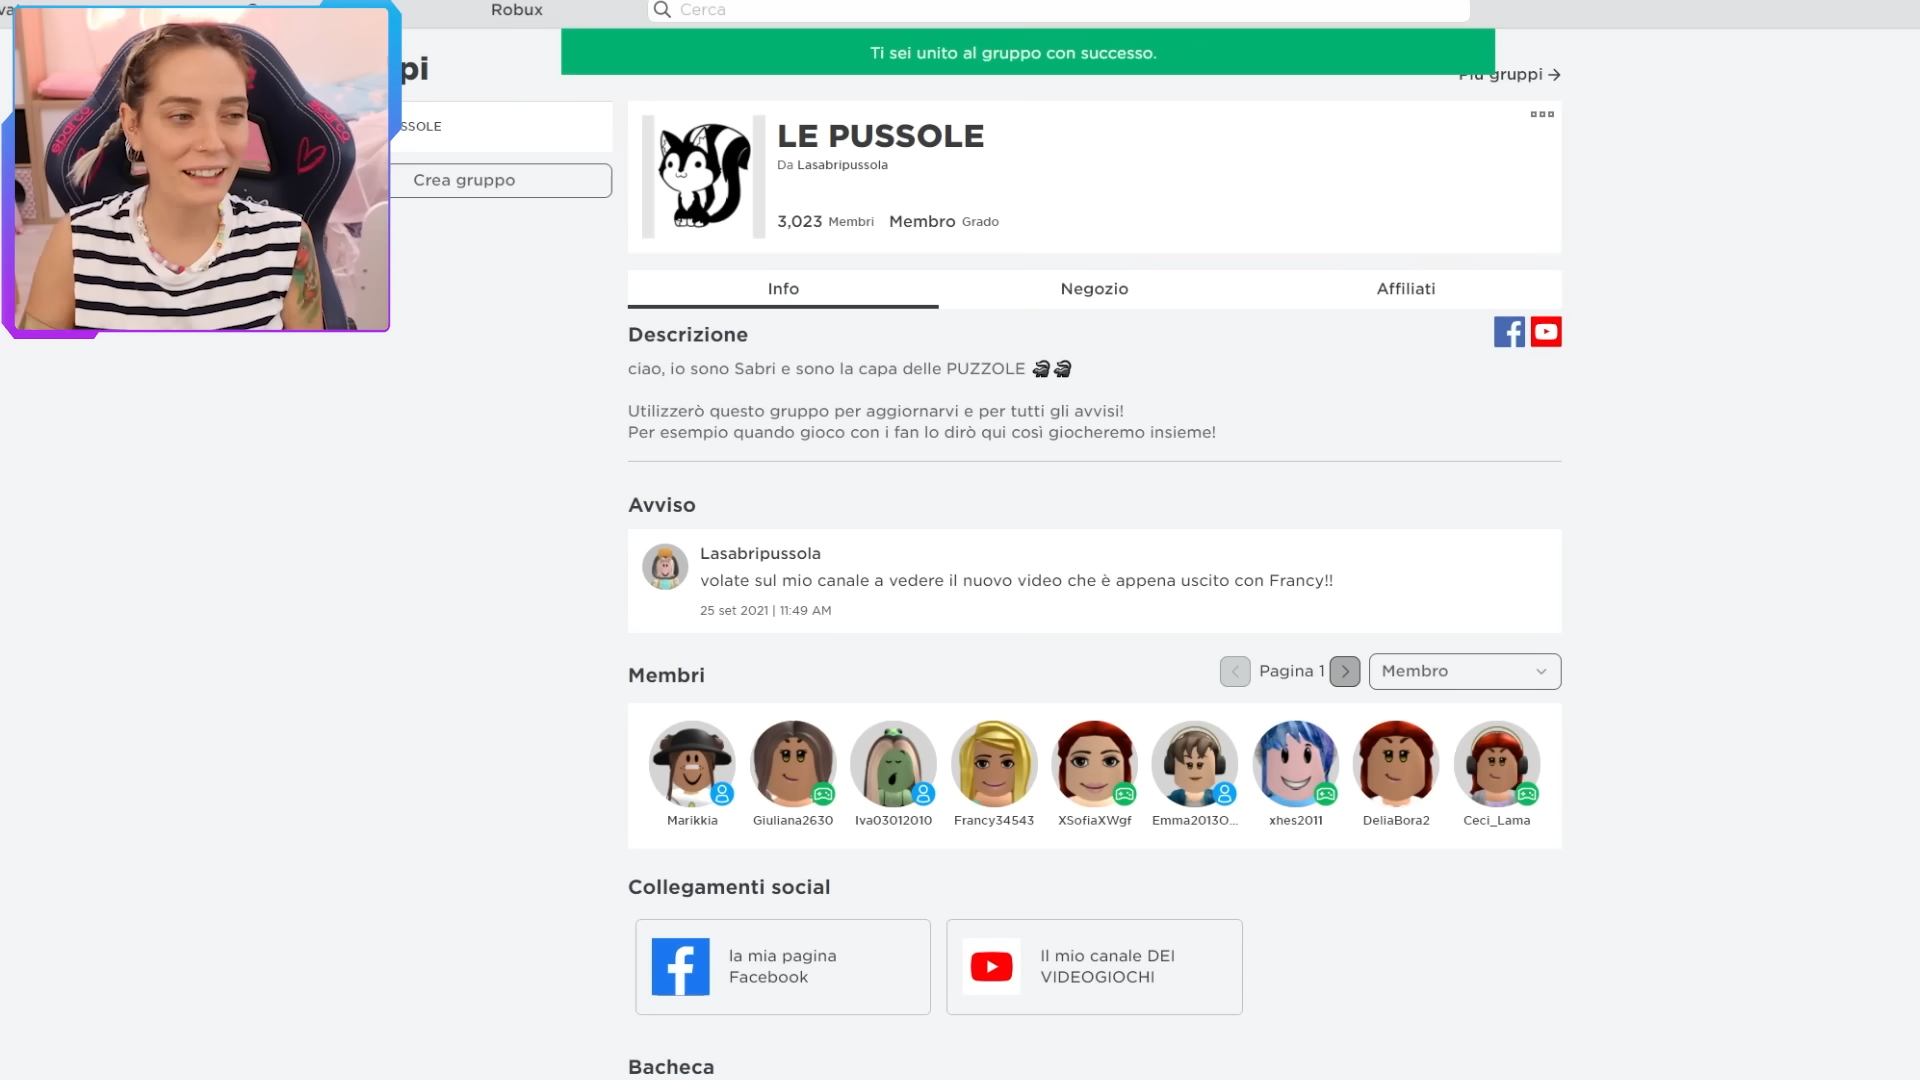 Robux
Cerca
Ti sei unito al gruppo con successo.
Più gruppi
LE PUSSOLE
Da Lasabripussola
3,023 Membri Membro Grado
Crea gruppo
sparco
sparco
Info
Negozio
Affiliati
Descrizione
ciao, io sono Sabri e sono la capa delle PUZZOLE 🦨🦨
Utilizzerò questo gruppo per aggiornarvi e per tutti gli avvisi!
Per esempio quando gioco con i fan lo dirò qui così giocheremo insieme!
Avviso
Lasabripussola
volate sul mio canale a vedere il nuovo video che è appena uscito con Francy!!
25 set 2021 | 11:49 AM
Membri
Pagina 1
Membro
Marikkia
Giuliana2630
Iva03012010
Francy34543
XSofiaXWgf
Emma2013O...
xhes2011
DeliaBora2
Ceci_Lama
Collegamenti social
la mia pagina
Facebook
Il mio canale DEI
VIDEOGIOCHI
Bacheca